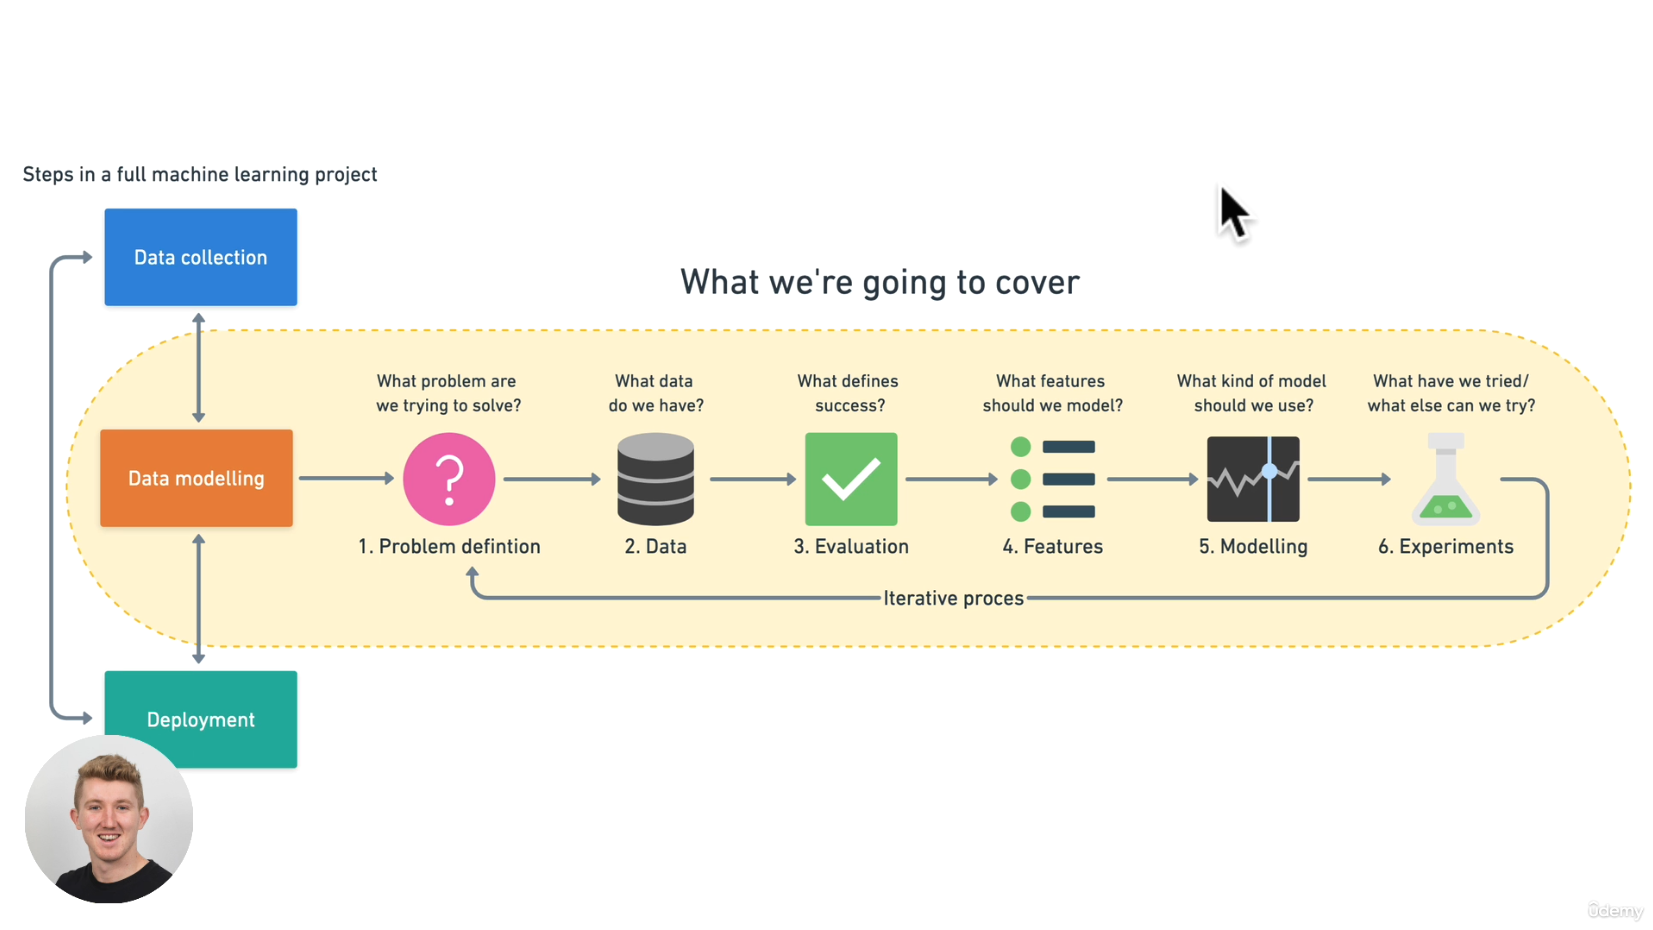 Steps in a full machine learning project
Data collection
What we're going to cover
What problem are
we trying to solve?
What data
do we have?
What defines
success?
What features
should we model?
What kind of model
should we use?
What have we tried/
what else can we try?
Data modelling
?
1. Problem defintion
2. Data
3. Evaluation
4. Features
5. Modelling
6. Experiments
Iterative proces
Deployment
ûdemy